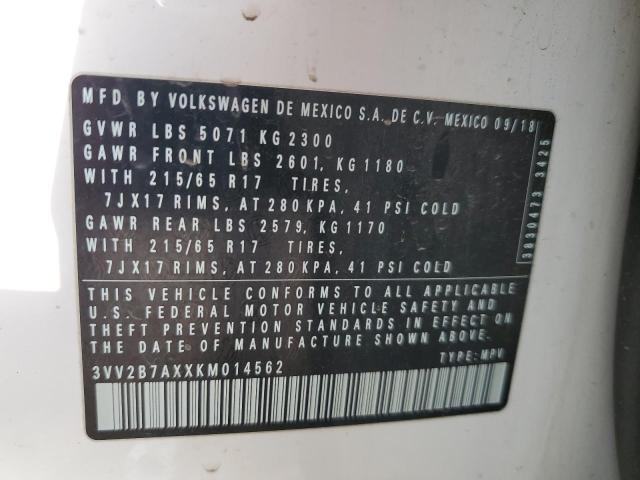 MFD BY VOLKSWAGEN DE MEXICO S.A. DE C.V. MEXICO 09/18
GVWR LBS 5071 KG 2300
GAWR FRONT LBS 2601, KG 1180
WITH 215/65 R17 TIRES,
7JX17 RIMS, AT 280 KPA, 41 PSI COLD
GAWR REAR LBS 2579, KG 1170
WITH 215/65 R17 TIRES,
7JX17 RIMS, AT 280 KPA, 41 PSI COLD
THIS VEHICLE CONFORMS TO ALL APPLICABLE
U.S. FEDERAL MOTOR VEHICLE SAFETY AND
THEFT PREVENTION STANDARDS IN EFFECT ON
THE DATE OF MANUFACTURE SHOWN ABOVE.
3VV2B7AXXKM014562 TYPE: MPV
3830473 3425